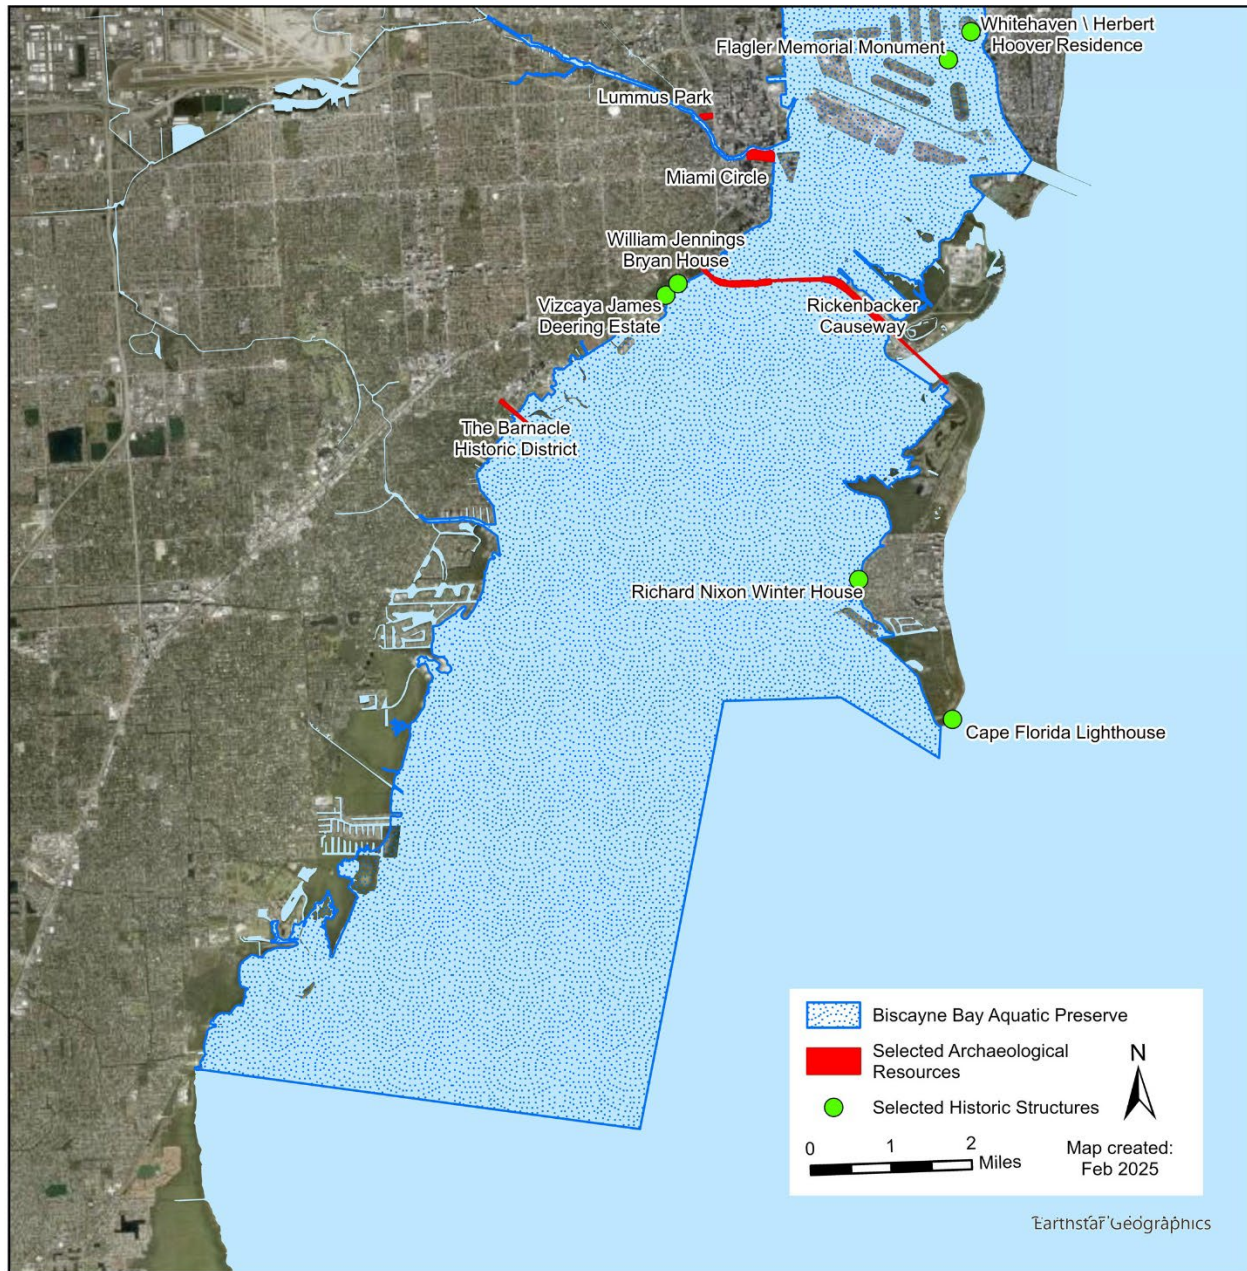 Whitehaven \ Herbert
Hoover Residence
Flagler Memorial Monument
Lummus Park
Miami Circle
William Jennings
Bryan House
Vizcaya James
Deering Estate
Rickenbacker
Causeway
The Barnacle
Historic District
Richard Nixon Winter House
Cape Florida Lighthouse
Biscayne Bay Aquatic Preserve
Selected Archaeological
Resources
Selected Historic Structures
N
0 1 2
Miles
Map created:
Feb 2025
Earthstar Geographics